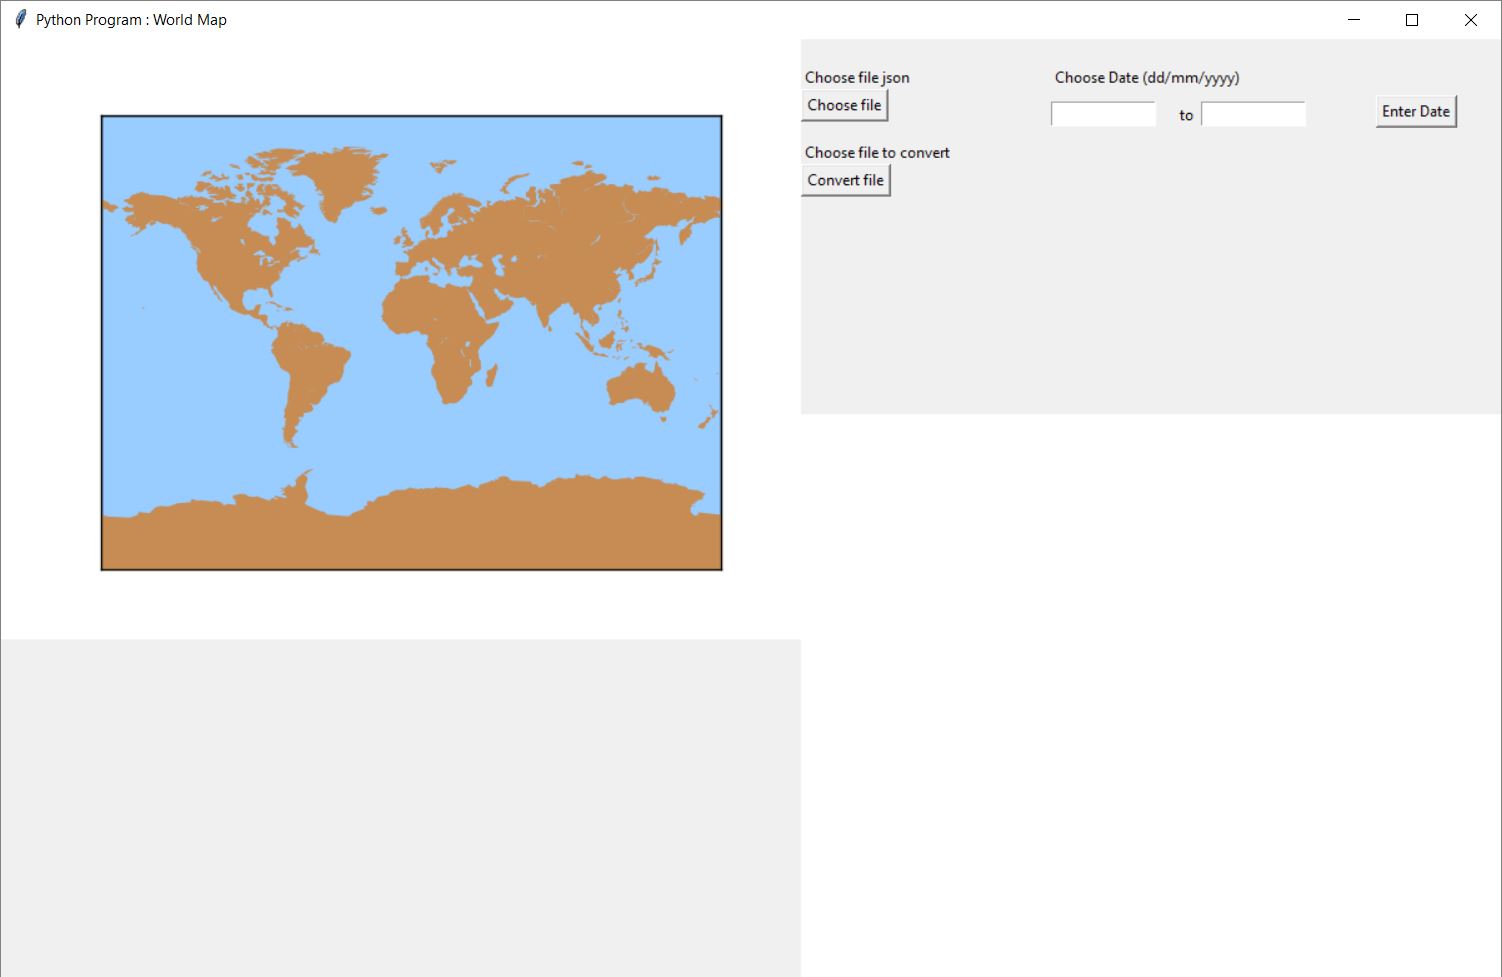 Python Program : World Map
Choose file json
Choose file
Choose Date (dd/mm/yyyy)
to
Enter Date
Choose file to convert
Convert file